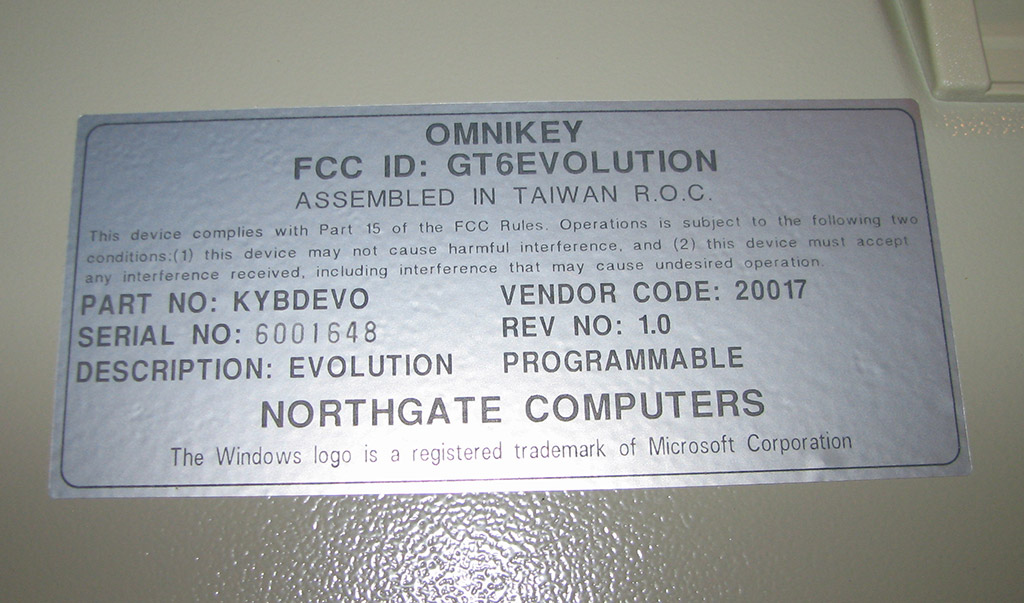 OMNIKEY
FCC ID: GT6EVOLUTION
ASSEMBLED IN TAIWAN R.O.C.
This device complies with Part 15 of the FCC Rules. Operations is subject to the following two
conditions:(1) this device may not cause harmful interference, and (2) this device must accept
any interference received, including interference that may cause undesired operation.
PART NO: KYBDEVO VENDOR CODE: 20017
SERIAL NO: 6001648 REV NO: 1.0
DESCRIPTION: EVOLUTION PROGRAMMABLE
NORTHGATE COMPUTERS
The Windows logo is a registered trademark of Microsoft Corporation